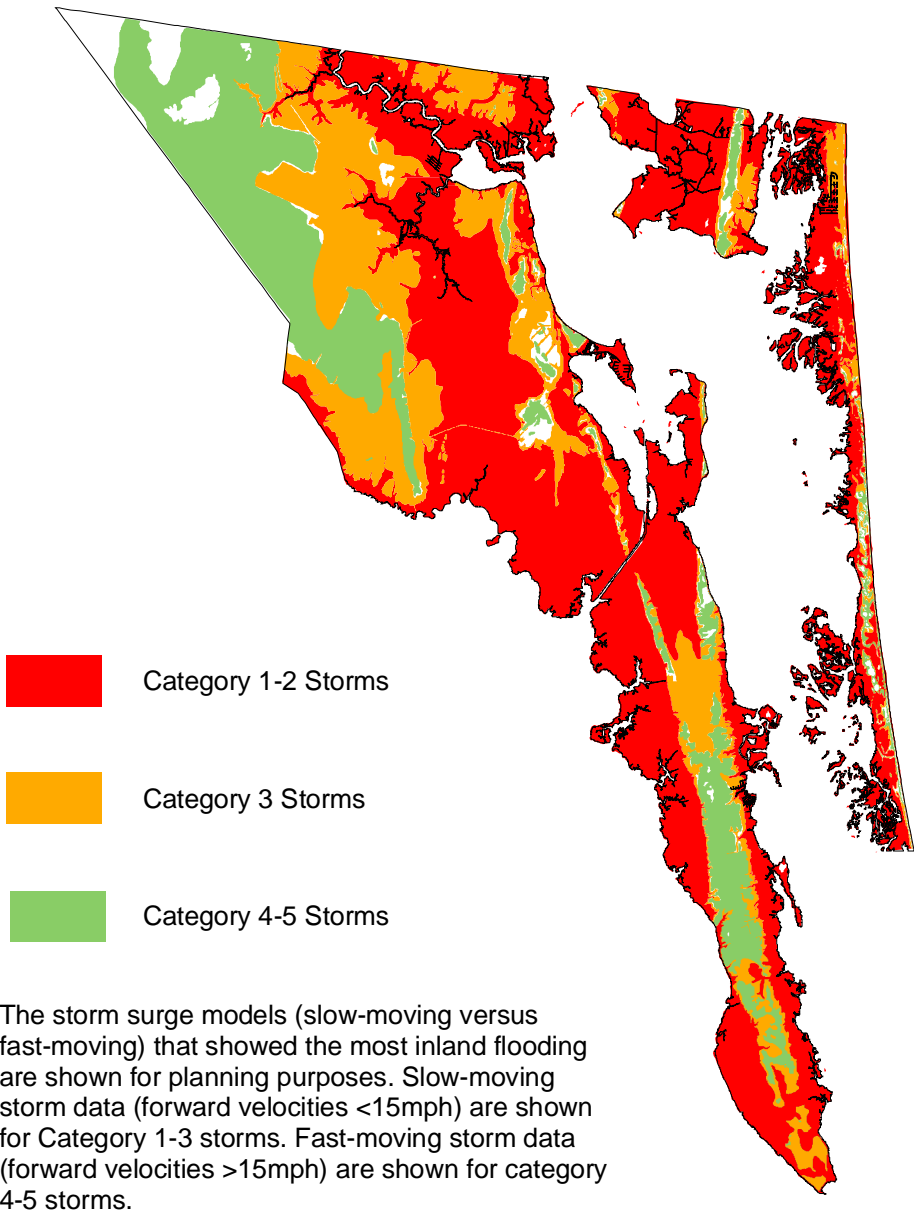 Category 1-2 Storms
Category 3 Storms
Category 4-5 Storms
The storm surge models (slow-moving versus
fast-moving) that showed the most inland flooding
are shown for planning purposes. Slow-moving
storm data (forward velocities <15mph) are shown
for Category 1-3 storms. Fast-moving storm data
(forward velocities >15mph) are shown for category
4-5 storms.